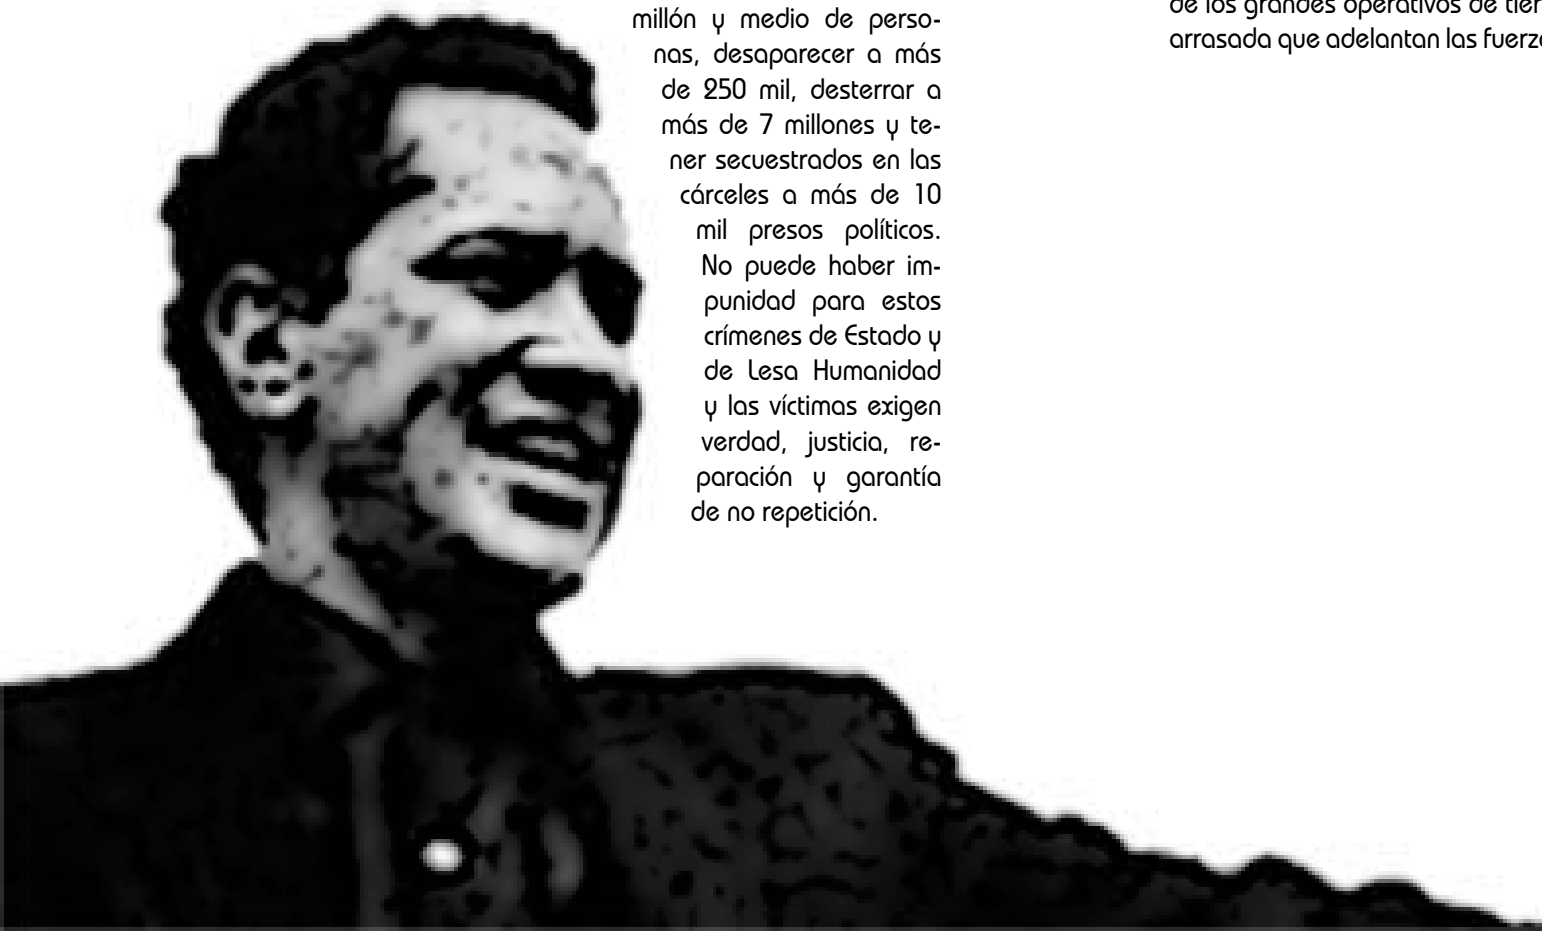 millón y medio de perso-
nas, desaparecer a más
de 250 mil, desterrar a
más de 7 millones y te-
ner secuestrados en las
cárceles a más de 10
mil presos políticos.
No puede haber im-
punidad para estos
crímenes de Estado y
de Lesa Humanidad
y las víctimas exigen
verdad, justicia, re-
paración y garantía
de no repetición.
de los grandes operativos de
arrasada que adelantan las